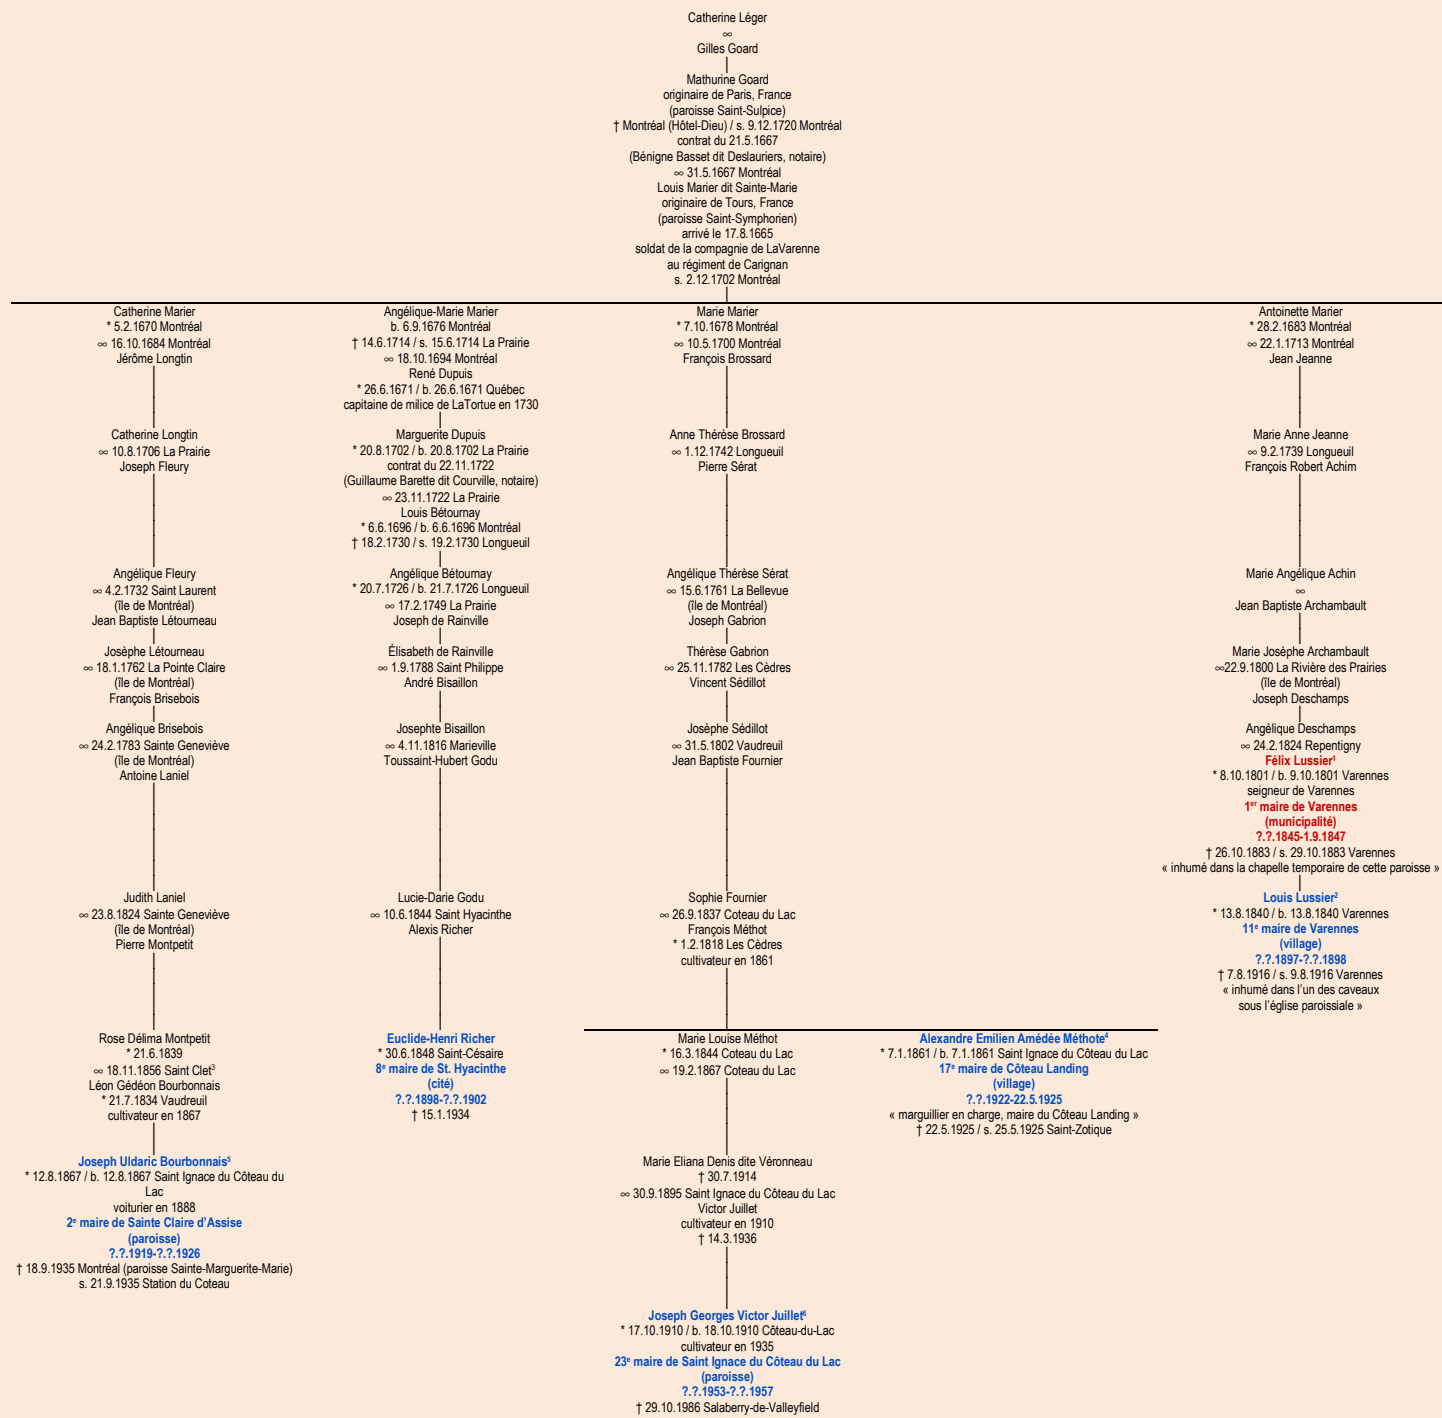 Catherine Léger
∞
Gilles Goard
Mathurine Goard
originaire de Paris, France
(paroisse Saint-Sulpice)
† Montréal (Hôtel-Dieu) / s. 9.12.1720 Montréal
contrat du 21.5.1667
(Bénigne Basset dit Deslauriers, notaire)
∞ 31.5.1667 Montréal
Louis Marier dit Sainte-Marie
originaire de Tours, France
(paroisse Saint-Symphorien)
arrivé le 17.8.1665
soldat de la compagnie de LaVarenne
au régiment de Carignan
s. 2.12.1702 Montréal
Catherine Marier
* 5.2.1670 Montréal
∞ 16.10.1684 Montréal
Jérôme Longtin
Catherine Longtin
∞ 10.8.1706 La Prairie
Joseph Fleury
Angélique Fleury
∞ 4.2.1732 Saint Laurent
(île de Montréal)
Jean Baptiste Létourneau
Josèphe Létourneau
∞ 18.1.1762 La Pointe Claire
(île de Montréal)
François Brisebois
Angélique Brisebois
∞ 24.2.1783 Sainte Geneviève
(île de Montréal)
Antoine Laniel
Judith Laniel
∞ 23.8.1824 Sainte Geneviève
(île de Montréal)
Pierre Montpetit
Rose Délima Montpetit
* 21.6.1839
∞ 18.11.1856 Saint Clet³
Léon Gédéon Bourbonnais
* 21.7.1834 Vaudreuil
cultivateur en 1867
Joseph Uldaric Bourbonnais⁵
* 12.8.1867 / b. 12.8.1867 Saint Ignace du Côteau du
Lac
voiturier en 1888
2ᵉ maire de Sainte Claire d'Assise
(paroisse)
?.?.1919-?.?.1926
† 18.9.1935 Montréal (paroisse Sainte-Marguerite-Marie)
s. 21.9.1935 Station du Coteau
Angélique-Marie Marier
b. 6.9.1676 Montréal
† 14.6.1714 / s. 15.6.1714 La Prairie
∞ 18.10.1694 Montréal
René Dupuis
* 26.6.1671 / b. 26.6.1671 Québec
capitaine de milice de LaTortue en 1730
Marguerite Dupuis
* 20.8.1702 / b. 20.8.1702 La Prairie
contrat du 22.11.1722
(Guillaume Barette dit Courville, notaire)
∞ 23.11.1722 La Prairie
Louis Bétournay
* 6.6.1696 / b. 6.6.1696 Montréal
† 18.2.1730 / s. 19.2.1730 Longueuil
Angélique Bétournay
* 20.7.1726 / b. 21.7.1726 Longueuil
∞ 17.2.1749 La Prairie
Joseph de Rainville
Élisabeth de Rainville
∞ 1.9.1788 Saint Philippe
André Bisaillon
Josephte Bisaillon
∞ 4.11.1816 Marieville
Toussaint-Hubert Godu
Lucie-Darie Godu
∞ 10.6.1844 Saint Hyacinthe
Alexis Richer
Euclide-Henri Richer
* 30.6.1848 Saint-Césaire
8ᵉ maire de St. Hyacinthe
(cité)
?.?.1898-?.?.1902
† 15.1.1934
Marie Marier
* 7.10.1678 Montréal
∞ 10.5.1700 Montréal
François Brossard
Anne Thérèse Brossard
∞ 1.12.1742 Longueuil
Pierre Sérat
Angélique Thérèse Sérat
∞ 15.6.1761 La Bellevue
(île de Montréal)
Joseph Gabrion
Thérèse Gabrion
∞ 25.11.1782 Les Cèdres
Vincent Sédillot
Josèphe Sédillot
∞ 31.5.1802 Vaudreuil
Jean Baptiste Fournier
Sophie Fournier
∞ 26.9.1837 Coteau du Lac
François Méthot
* 1.2.1818 Les Cèdres
cultivateur en 1861
Marie Louise Méthot
* 16.3.1844 Coteau du Lac
∞ 19.2.1867 Coteau du Lac
Marie Eliana Denis dite Véronneau
† 30.7.1914
∞ 30.9.1895 Saint Ignace du Côteau du Lac
Victor Juillet
cultivateur en 1910
† 14.3.1936
Joseph Georges Victor Juillet⁶
* 17.10.1910 / b. 18.10.1910 Côteau-du-Lac
cultivateur en 1935
23ᵉ maire de Saint Ignace du Côteau du Lac
(paroisse)
?.?.1953-?.?.1957
† 29.10.1986 Salaberry-de-Valleyfield
Alexandre Emilien Amédée Méthote⁴
* 7.1.1861 / b. 7.1.1861 Saint Ignace du Côteau du Lac
17ᵉ maire de Côteau Landing
(village)
?.?.1922-22.5.1925
« marguillier en charge, maire du Côteau Landing »
† 22.5.1925 / s. 25.5.1925 Saint-Zotique
Antoinette Marier
* 28.2.1683 Montréal
∞ 22.1.1713 Montréal
Jean Jeanne
Marie Anne Jeanne
∞ 9.2.1739 Longueuil
François Robert Achim
Marie Angélique Achin
∞
Jean Baptiste Archambault
Marie Josèphe Archambault
∞22.9.1800 La Rivière des Prairies
(île de Montréal)
Joseph Deschamps
Angélique Deschamps
∞ 24.2.1824 Repentigny
Félix Lussier¹
* 8.10.1801 / b. 9.10.1801 Varennes
seigneur de Varennes
1ᵉʳ maire de Varennes
(municipalité)
?.?.1845-1.9.1847
† 26.10.1883 / s. 29.10.1883 Varennes
« inhumé dans la chapelle temporaire de cette paroisse »
Louis Lussier²
* 13.8.1840 / b. 13.8.1840 Varennes
11ᵉ maire de Varennes
(village)
?.?.1897-?.?.1898
† 7.8.1916 / s. 9.8.1916 Varennes
« inhumé dans l'un des caveaux
sous l'église paroissiale »